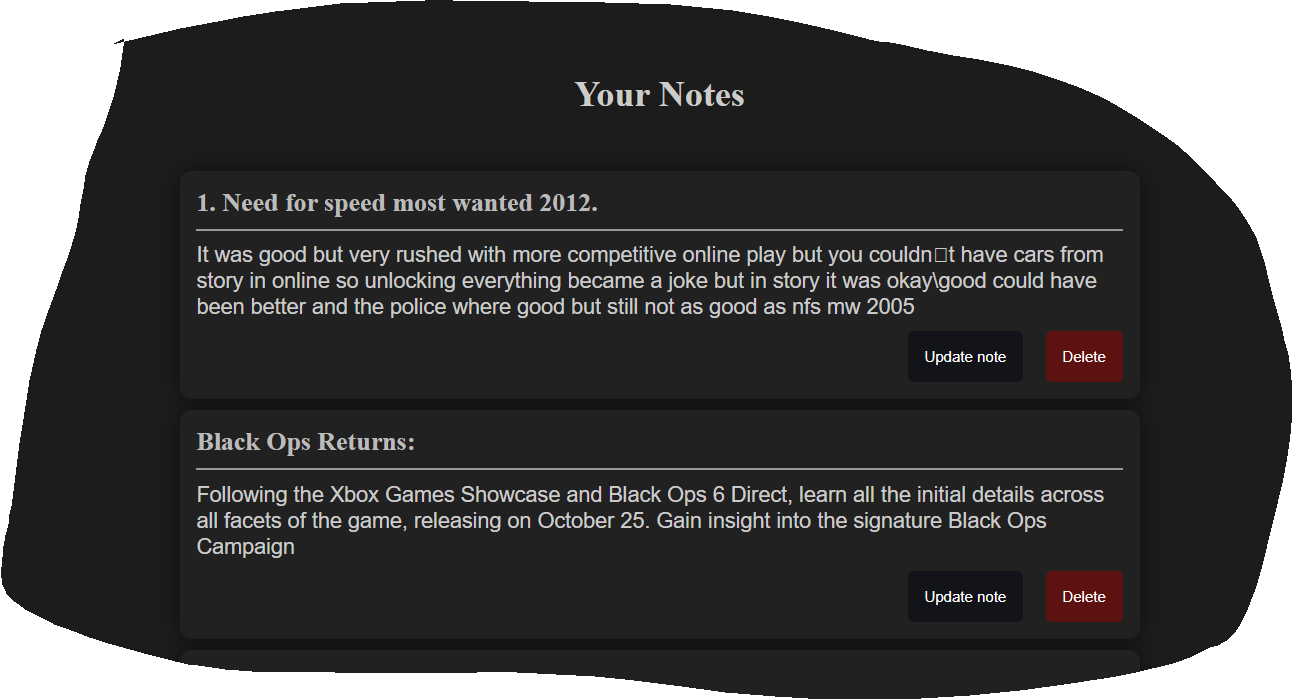 Your Notes
1. Need for speed most wanted 2012.
It was good but very rushed with more competitive online play but you couldn□t have cars from
story in online so unlocking everything became a joke but in story it was okay\good could have
been better and the police where good but still not as good as nfs mw 2005
Update note Delete
Black Ops Returns:
Following the Xbox Games Showcase and Black Ops 6 Direct, learn all the initial details across
all facets of the game, releasing on October 25. Gain insight into the signature Black Ops
Campaign
Update note Delete